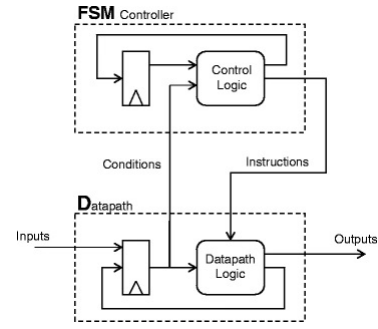 FSM Controller
Control
Logic
Conditions
Instructions
Datapath
Inputs
Outputs
Datapath
Logic